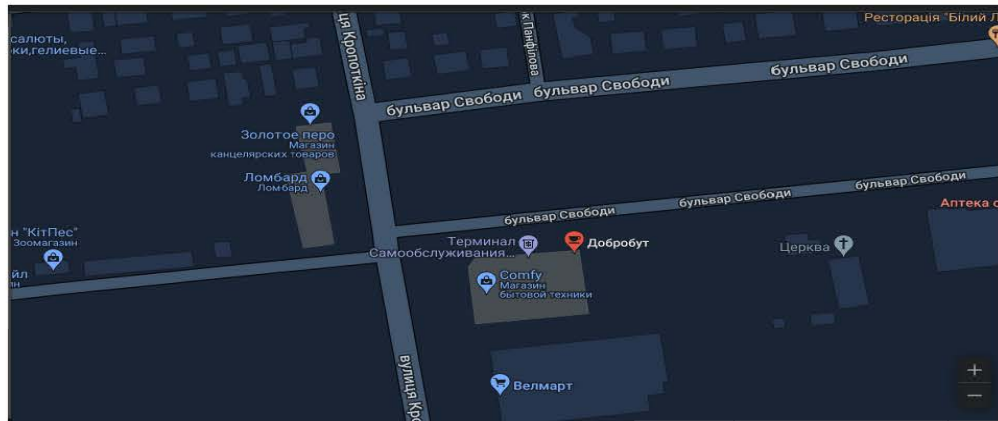 Ресторація "Білий Л
салюты,
ки,гелиевые...
ця Кропоткіна
к Панфілова
бульвар Свободи
бульвар Свободи
бульвар Свободи
Золотое перо
Магазин
канцелярских товаров
Ломбард
Ломбард
бульвар Свободи
бульвар Свободи
бульвар Свободи
Аптека
н "КітПес"
Зоомагазин
йл
ин
Терминал
Самообслуживания...
Добробут
Церква
Comfy
Магазин
бытовой техники
вулиця Кро
Велмарт
+
−